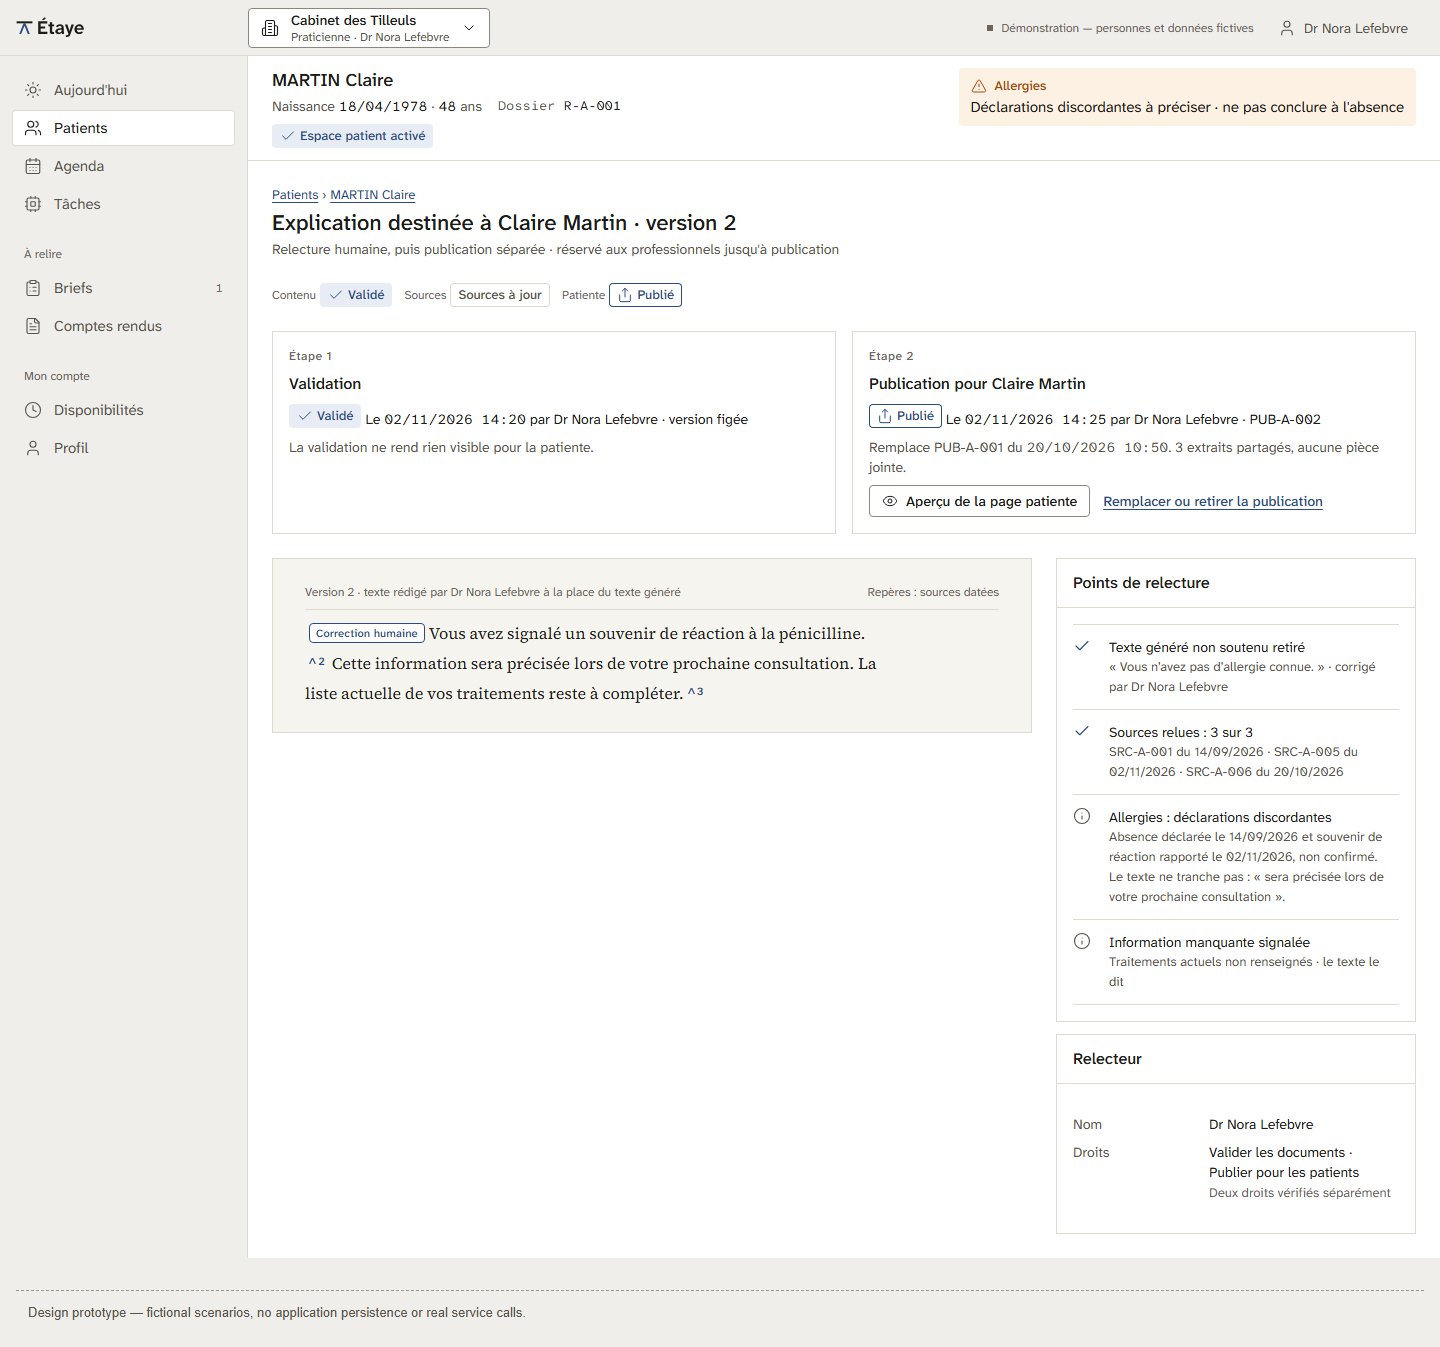 Étaye
Cabinet des Tilleuls
Praticienne · Dr Nora Lefebvre
Démonstration — personnes et données fictives
Dr Nora Lefebvre
Aujourd'hui
Patients
Agenda
Tâches
À relire
Briefs 1
Comptes rendus
Mon compte
Disponibilités
Profil
MARTIN Claire
Naissance 18/04/1978 · 48 ans Dossier R-A-001
Espace patient activé
Allergies
Déclarations discordantes à préciser · ne pas conclure à l'absence
Patients › MARTIN Claire
Explication destinée à Claire Martin · version 2
Relecture humaine, puis publication séparée · réservé aux professionnels jusqu'à publication
Contenu Validé Sources Sources à jour Patiente Publié
Étape 1
Validation
Validé Le 02/11/2026 14:20 par Dr Nora Lefebvre · version figée
La validation ne rend rien visible pour la patiente.
Étape 2
Publication pour Claire Martin
Publié Le 02/11/2026 14:25 par Dr Nora Lefebvre · PUB-A-002
Remplace PUB-A-001 du 20/10/2026 10:50. 3 extraits partagés, aucune pièce
jointe.
Aperçu de la page patiente Remplacer ou retirer la publication
Version 2 · texte rédigé par Dr Nora Lefebvre à la place du texte généré Repères : sources datées
Correction humaine Vous avez signalé un souvenir de réaction à la pénicilline.
^2 Cette information sera précisée lors de votre prochaine consultation. La
liste actuelle de vos traitements reste à compléter. ^3
Points de relecture
Texte généré non soutenu retiré
« Vous n'avez pas d'allergie connue. » · corrigé
par Dr Nora Lefebvre
Sources relues : 3 sur 3
SRC-A-001 du 14/09/2026 · SRC-A-005 du
02/11/2026 · SRC-A-006 du 20/10/2026
Allergies : déclarations discordantes
Absence déclarée le 14/09/2026 et souvenir de
réaction rapporté le 02/11/2026, non confirmé.
Le texte ne tranche pas : « sera précisée lors de
votre prochaine consultation ».
Information manquante signalée
Traitements actuels non renseignés · le texte le
dit
Relecteur
Nom Dr Nora Lefebvre
Droits Valider les documents ·
Publier pour les patients
Deux droits vérifiés séparément
Design prototype — fictional scenarios, no application persistence or real service calls.